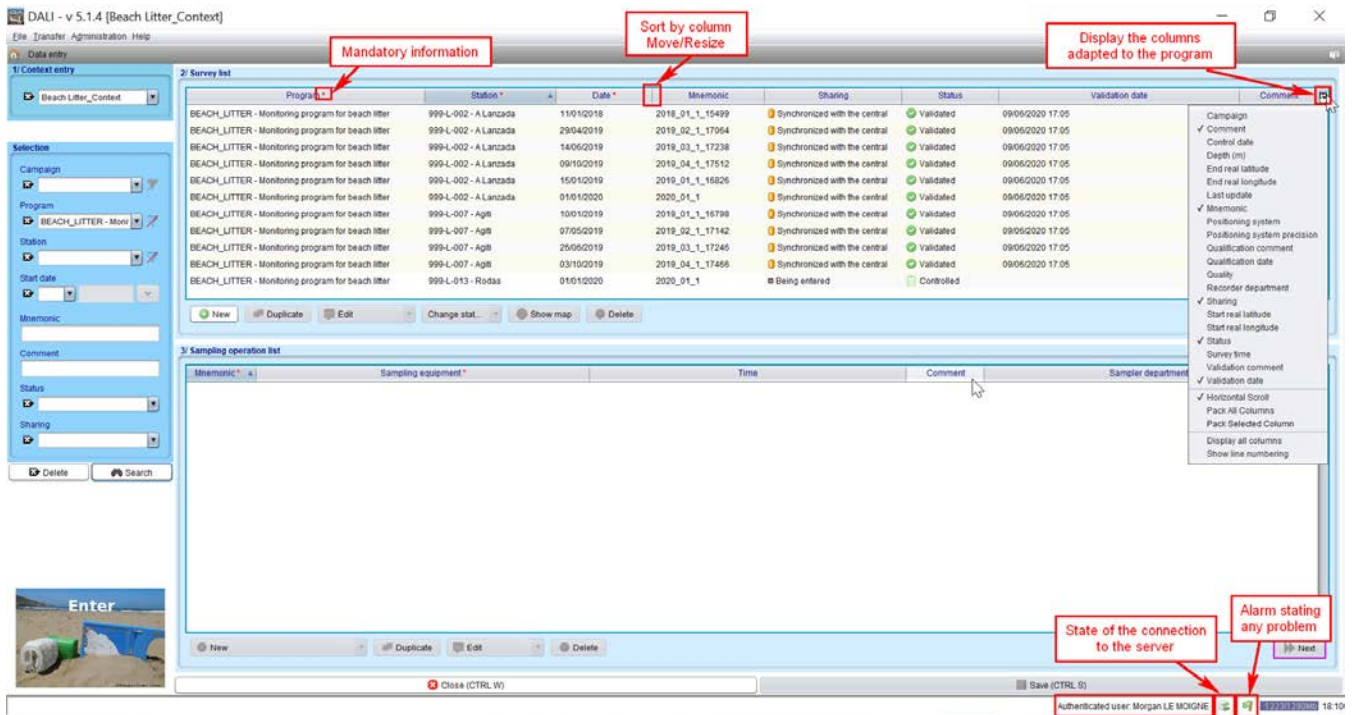 DALI - v 5.1.4 [Beach Litter_Context]
File Transfer Administration Help
Data entry
Mandatory information
Sort by column
Move/Resize
Display the columns
adapted to the program
1/ Context entry
Beach Litter_Context
Selection
Campaign
Program
BEACH_LITTER - Moni
Station
Start date
Mnemonic
Comment
Status
Sharing
Delete Search
Enter
2/ Survey list
Program * Station * Date * Mnemonic Sharing Status Validation date Comment
BEACH_LITTER - Monitoring program for beach litter 999-L-002 - A Lanzada 11/01/2018 2018_01_1_15499 Synchronized with the central Validated 09/06/2020 17:05
BEACH_LITTER - Monitoring program for beach litter 999-L-002 - A Lanzada 29/04/2019 2019_02_1_17064 Synchronized with the central Validated 09/06/2020 17:05
BEACH_LITTER - Monitoring program for beach litter 999-L-002 - A Lanzada 14/06/2019 2019_03_1_17238 Synchronized with the central Validated 09/06/2020 17:05
BEACH_LITTER - Monitoring program for beach litter 999-L-002 - A Lanzada 09/10/2019 2019_04_1_17512 Synchronized with the central Validated 09/06/2020 17:05
BEACH_LITTER - Monitoring program for beach litter 999-L-002 - A Lanzada 15/01/2019 2019_01_1_16826 Synchronized with the central Validated 09/06/2020 17:05
BEACH_LITTER - Monitoring program for beach litter 999-L-002 - A Lanzada 01/01/2020 2020_01_1 Synchronized with the central Validated 09/06/2020 17:05
BEACH_LITTER - Monitoring program for beach litter 999-L-007 - Agiti 10/01/2019 2019_01_1_16798 Synchronized with the central Validated 09/06/2020 17:05
BEACH_LITTER - Monitoring program for beach litter 999-L-007 - Agiti 07/05/2019 2019_02_1_17142 Synchronized with the central Validated 09/06/2020 17:05
BEACH_LITTER - Monitoring program for beach litter 999-L-007 - Agiti 26/06/2019 2019_03_1_17246 Synchronized with the central Validated 09/06/2020 17:05
BEACH_LITTER - Monitoring program for beach litter 999-L-007 - Agiti 03/10/2019 2019_04_1_17466 Synchronized with the central Validated 09/06/2020 17:05
BEACH_LITTER - Monitoring program for beach litter 999-L-013 - Rodas 01/01/2020 2020_01_1 Being entered Controlled
New Duplicate Edit Change stat... Show map Delete
Campaign
✓ Comment
Control date
Depth (m)
End real latitude
End real longitude
Last update
✓ Mnemonic
Positioning system
Positioning system precision
Qualification comment
Qualification date
Quality
Recorder department
✓ Sharing
Start real latitude
Start real longitude
✓ Status
Survey time
Validation comment
✓ Validation date
✓ Horizontal Scroll
Pack All Columns
Pack Selected Column
Display all columns
Show line numbering
3/ Sampling operation list
Mnemonic * Sampling equipment * Time Comment Sampler department
State of the connection
to the server
Alarm stating
any problem
New Duplicate Edit Delete Next
Close (CTRL W) Save (CTRL S)
Authenticated user: Morgan LE MOIGNE 18:10